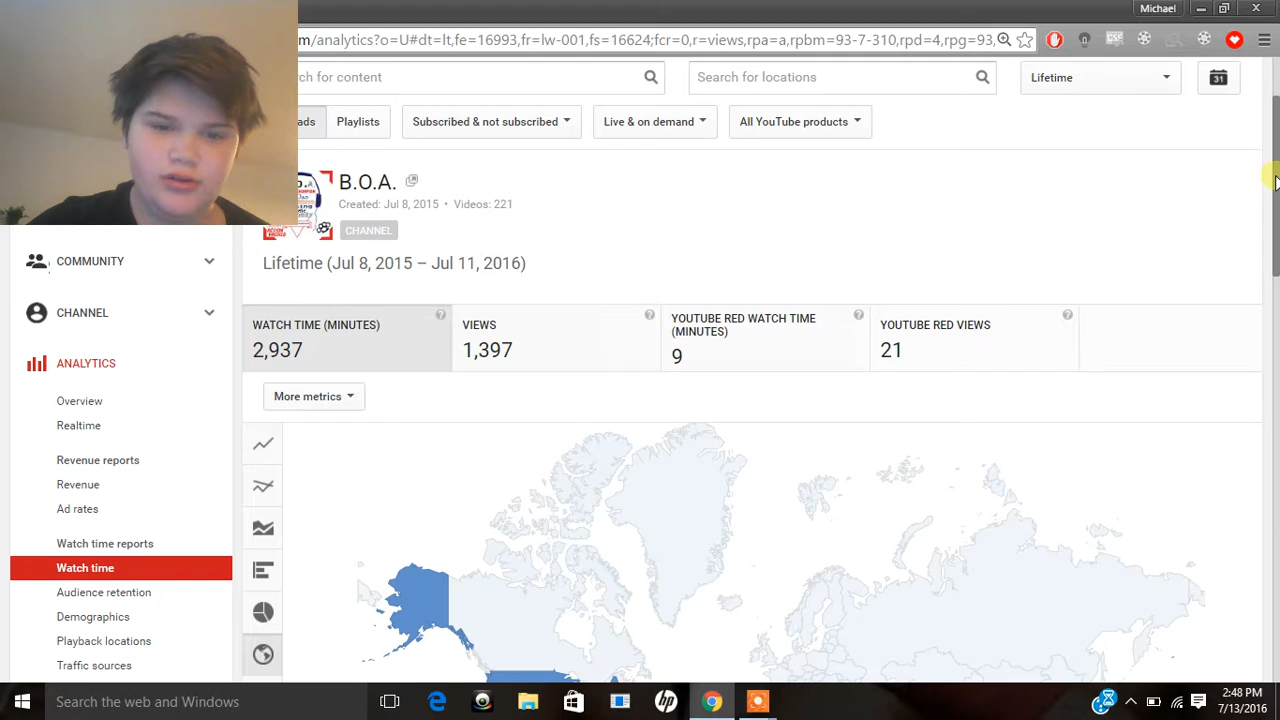 Michael
m/analytics?o=U#dt=lt,fe=16993,fr=lw-001,fs=16624;fcr=0,r=views,rpa=a,rpbm=93-7-310,rpd=4,rpg=93,
ch for content
Search for locations
Lifetime
31
ads
Playlists
Subscribed & not subscribed
Live & on demand
All YouTube products
B.O.A.
Created: Jul 8, 2015 • Videos: 221
CHANNEL
Lifetime (Jul 8, 2015 – Jul 11, 2016)
COMMUNITY
CHANNEL
ANALYTICS
Overview
Realtime
Revenue reports
Revenue
Ad rates
Watch time reports
Watch time
Audience retention
Demographics
Playback locations
Traffic sources
WATCH TIME (MINUTES)
2,937
VIEWS
1,397
YOUTUBE RED WATCH TIME
(MINUTES)
9
YOUTUBE RED VIEWS
21
More metrics
Search the web and Windows
2:48 PM
7/13/2016